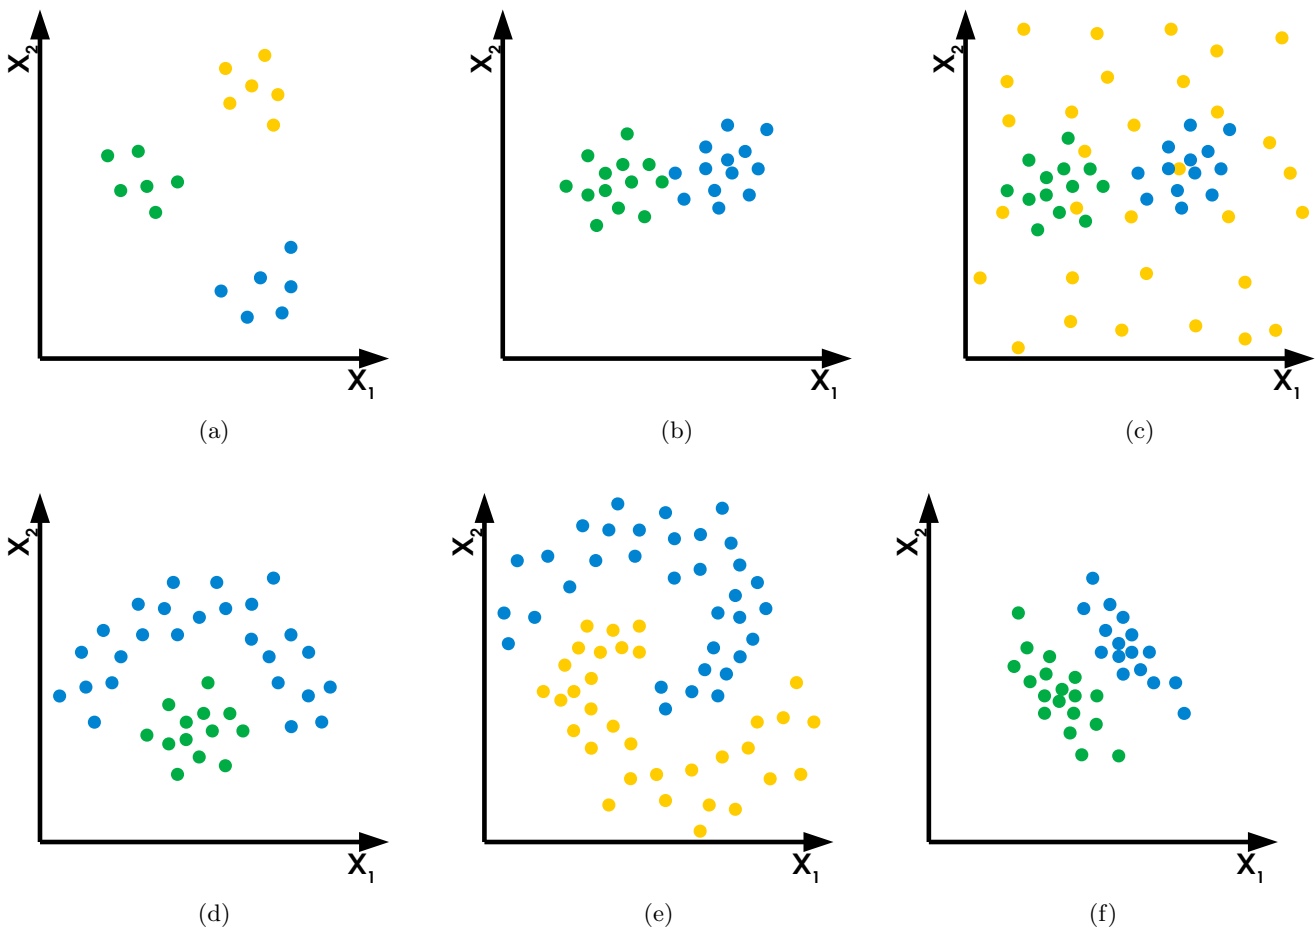 X₂ X₂ X₂
X₁ X₁ X₁
(a) (b) (c)
X₂ X₂ X₂
X₁ X₁ X₁
(d) (e) (f)